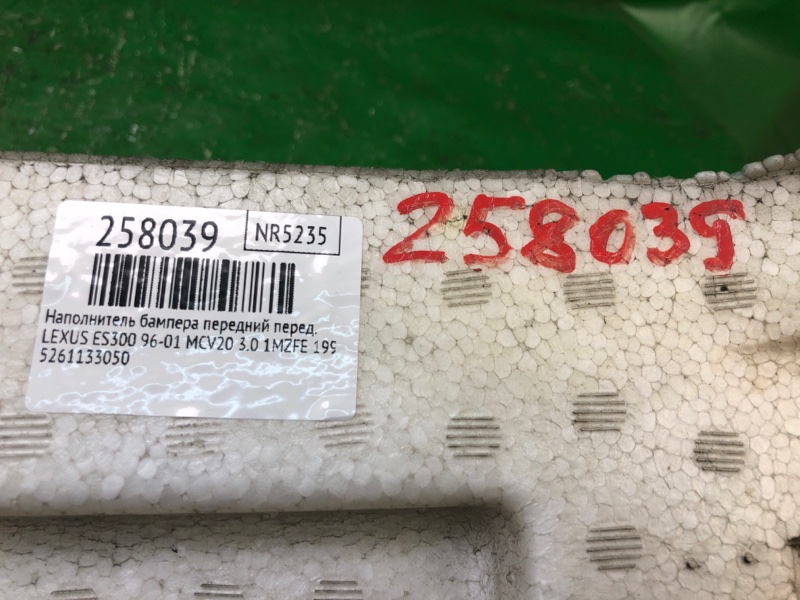 258039 NR5235
Наполнитель бампера передний перед.
LEXUS ES300 96-01 MCV20 3.0 1MZFE 199
5261133050
258039